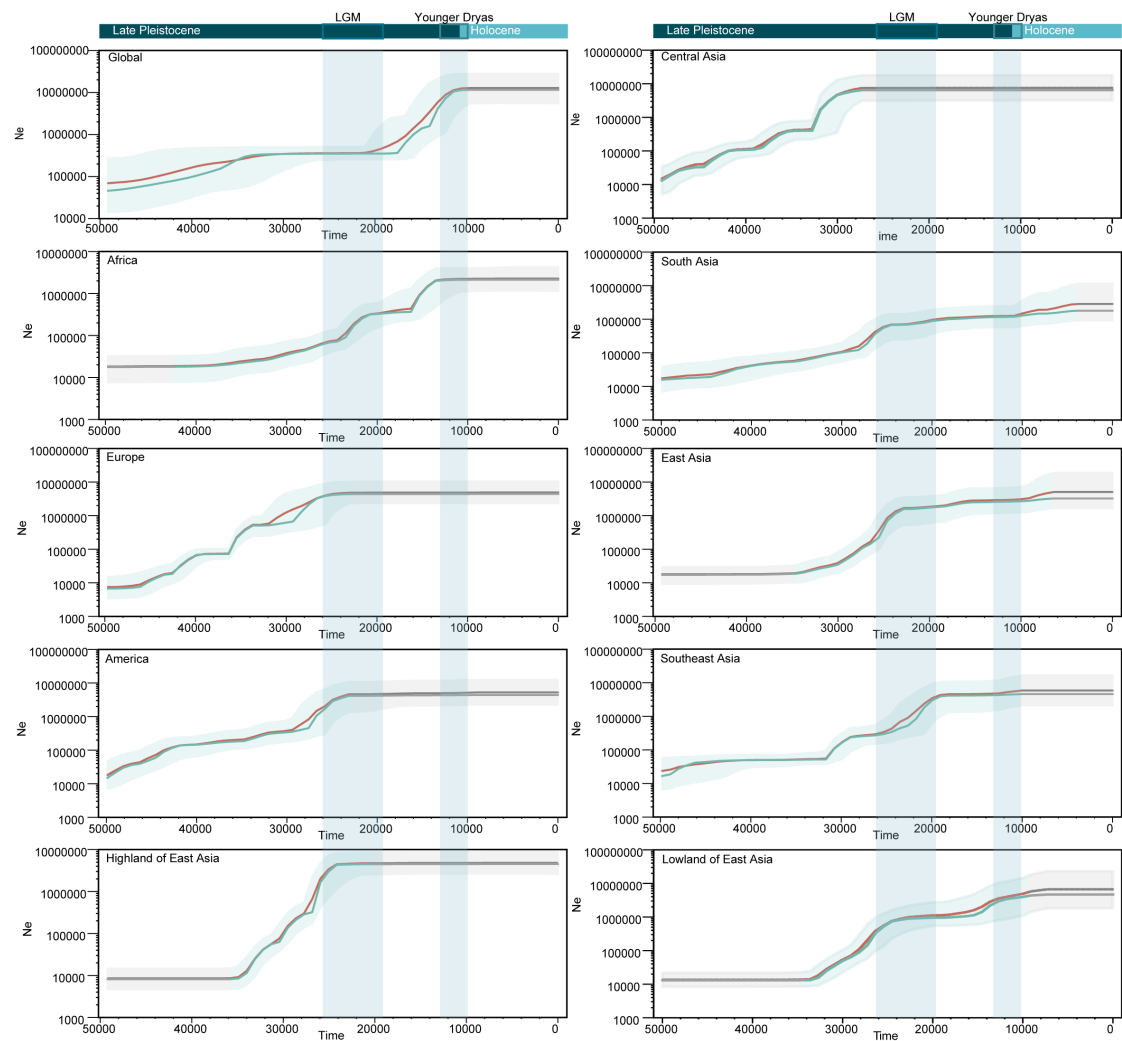 LGM
Younger Dryas
Late Pleistocene
Holocene
LGM
Younger Dryas
Late Pleistocene
Holocene
Global
Ne
100000000
10000000
1000000
100000
10000
50000 40000 30000 20000 10000 0
Time
Central Asia
Ne
100000000
10000000
1000000
100000
10000
1000
50000 40000 30000 20000 10000 0
ime
Africa
Ne
10000000
1000000
100000
10000
1000
50000 40000 30000 20000 10000 0
Time
South Asia
Ne
100000000
10000000
1000000
100000
10000
1000
50000 40000 30000 20000 10000 0
Time
Europe
Ne
100000000
10000000
1000000
100000
10000
1000
50000 40000 30000 20000 10000 0
Time
East Asia
Ne
100000000
10000000
1000000
100000
10000
1000
50000 40000 30000 20000 10000 0
Time
America
Ne
100000000
10000000
1000000
100000
10000
1000
50000 40000 30000 20000 10000 0
Time
Southeast Asia
Ne
100000000
10000000
1000000
100000
10000
1000
50000 40000 30000 20000 10000 0
Time
Highland of East Asia
Ne
10000000
1000000
100000
10000
1000
50000 40000 30000 20000 10000 0
Time
Lowland of East Asia
Ne
100000000
10000000
1000000
100000
10000
1000
50000 40000 30000 20000 10000 0
Time